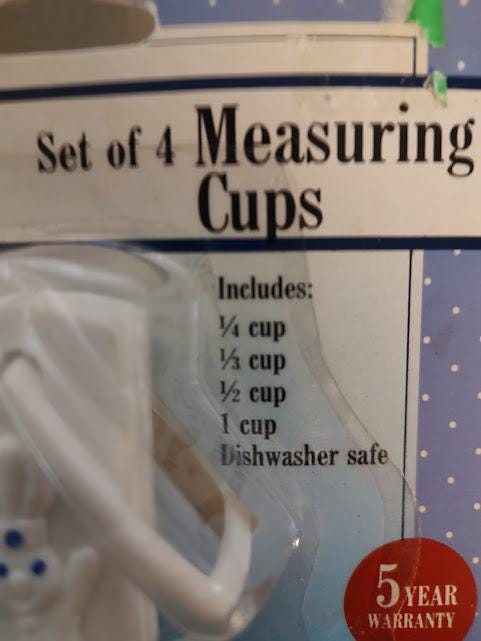 Set of 4 Measuring
Cups
Includes:
¼ cup
⅓ cup
½ cup
1 cup
Dishwasher safe
5 YEAR
WARRANTY